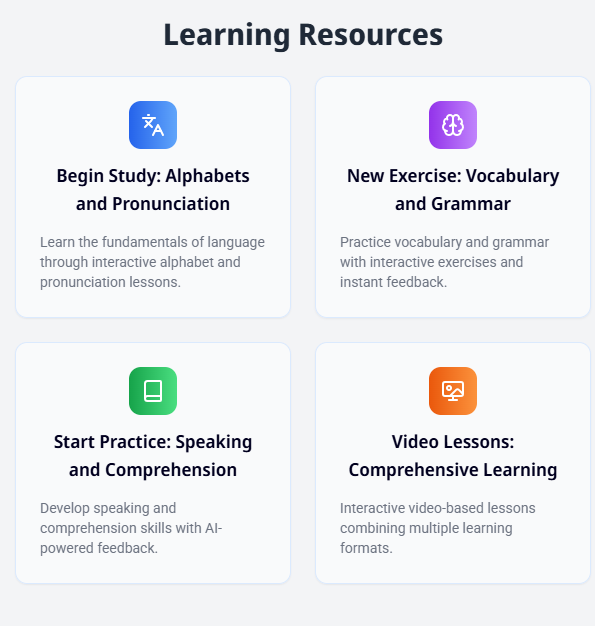 Learning Resources
Begin Study: Alphabets
and Pronunciation
Learn the fundamentals of language
through interactive alphabet and
pronunciation lessons.
New Exercise: Vocabulary
and Grammar
Practice vocabulary and grammar
with interactive exercises and
instant feedback.
Start Practice: Speaking
and Comprehension
Develop speaking and
comprehension skills with AI-
powered feedback.
Video Lessons:
Comprehensive Learning
Interactive video-based lessons
combining multiple learning
formats.